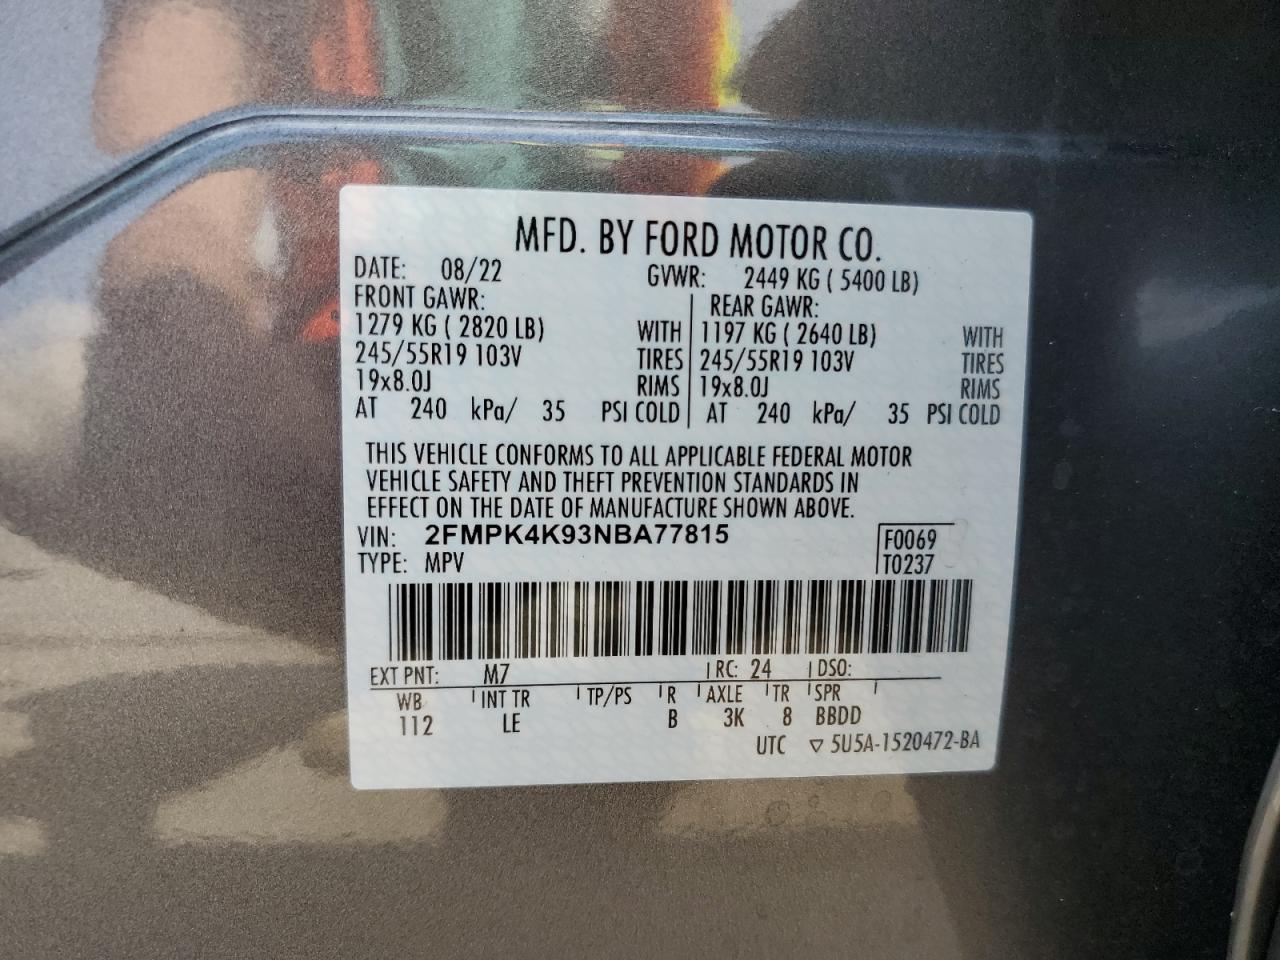 MFD. BY FORD MOTOR CO.
DATE: 08/22 GVWR: 2449 KG ( 5400 LB)
FRONT GAWR: REAR GAWR:
1279 KG ( 2820 LB) WITH 1197 KG ( 2640 LB) WITH
245/55R19 103V TIRES 245/55R19 103V TIRES
19x8.0J RIMS 19x8.0J RIMS
AT 240 kPa/ 35 PSI COLD AT 240 kPa/ 35 PSI COLD
THIS VEHICLE CONFORMS TO ALL APPLICABLE FEDERAL MOTOR
VEHICLE SAFETY AND THEFT PREVENTION STANDARDS IN
EFFECT ON THE DATE OF MANUFACTURE SHOWN ABOVE.
VIN: 2FMPK4K93NBA77815 F0069
TYPE: MPV T0237
EXT PNT: M7 RC: 24 DSO:
WB INT TR TP/PS R AXLE TR SPR
112 LE B 3K 8 BBDD
UTC ▽ 5U5A-1520472-BA